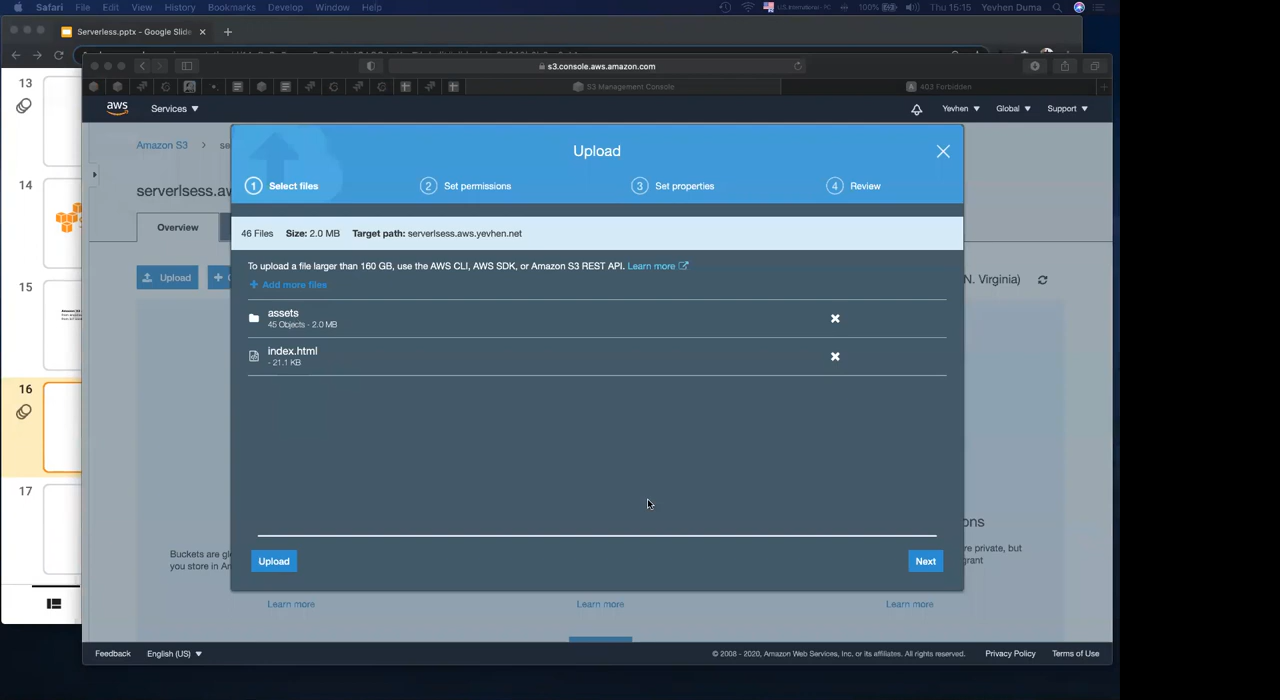 Safari File Edit View History Bookmarks Develop Window Help 100% Thu 15:15 Yevhen Duma
Serverless.pptx - Google Slide
s3.console.aws.amazon.com
S3 Management Console
403 Forbidden
aws Services Yevhen Global Support
13
14
15
16
17
Amazon S3 > se
serverlsess.aw
Overview
Upload
N. Virginia)
Upload
1 Select files 2 Set permissions 3 Set properties 4 Review
46 Files Size: 2.0 MB Target path: serverlsess.aws.yevhen.net
To upload a file larger than 160 GB, use the AWS CLI, AWS SDK, or Amazon S3 REST API. Learn more
+ Add more files
assets
45 Objects - 2.0 MB
index.html
- 21.1 KB
Upload Next
ons
Buckets are glo
you store in Am
re private, but
grant
Learn more Learn more Learn more
Feedback English (US) © 2008 - 2020, Amazon Web Services, Inc. or its affiliates. All rights reserved. Privacy Policy Terms of Use